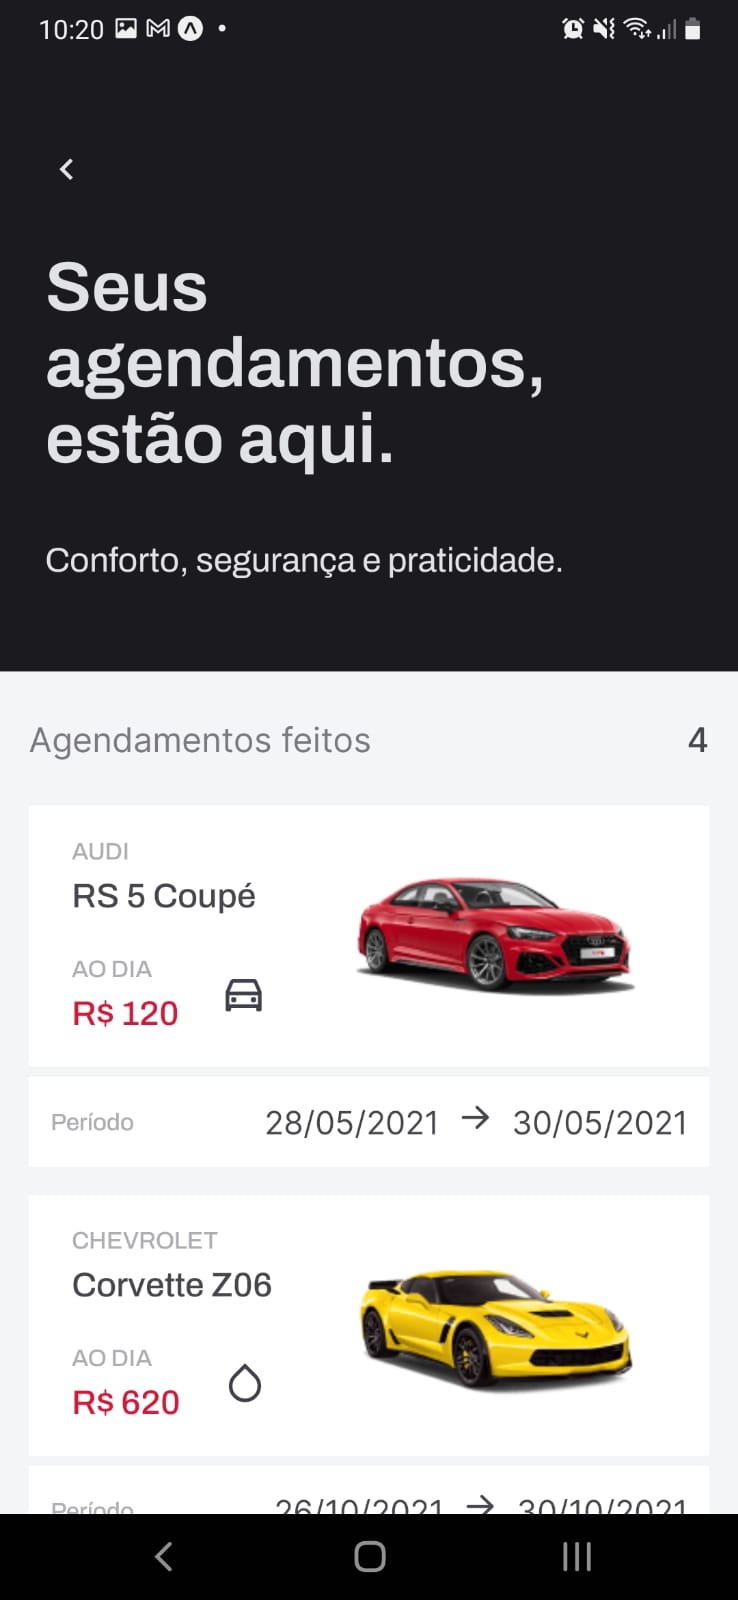 10:20
Seus
agendamentos,
estão aqui.
Conforto, segurança e praticidade.
Agendamentos feitos 4
AUDI
RS 5 Coupé
AO DIA
R$ 120
Período 28/05/2021 → 30/05/2021
CHEVROLET
Corvette Z06
AO DIA
R$ 620
Período 26/10/2021 → 30/10/2021